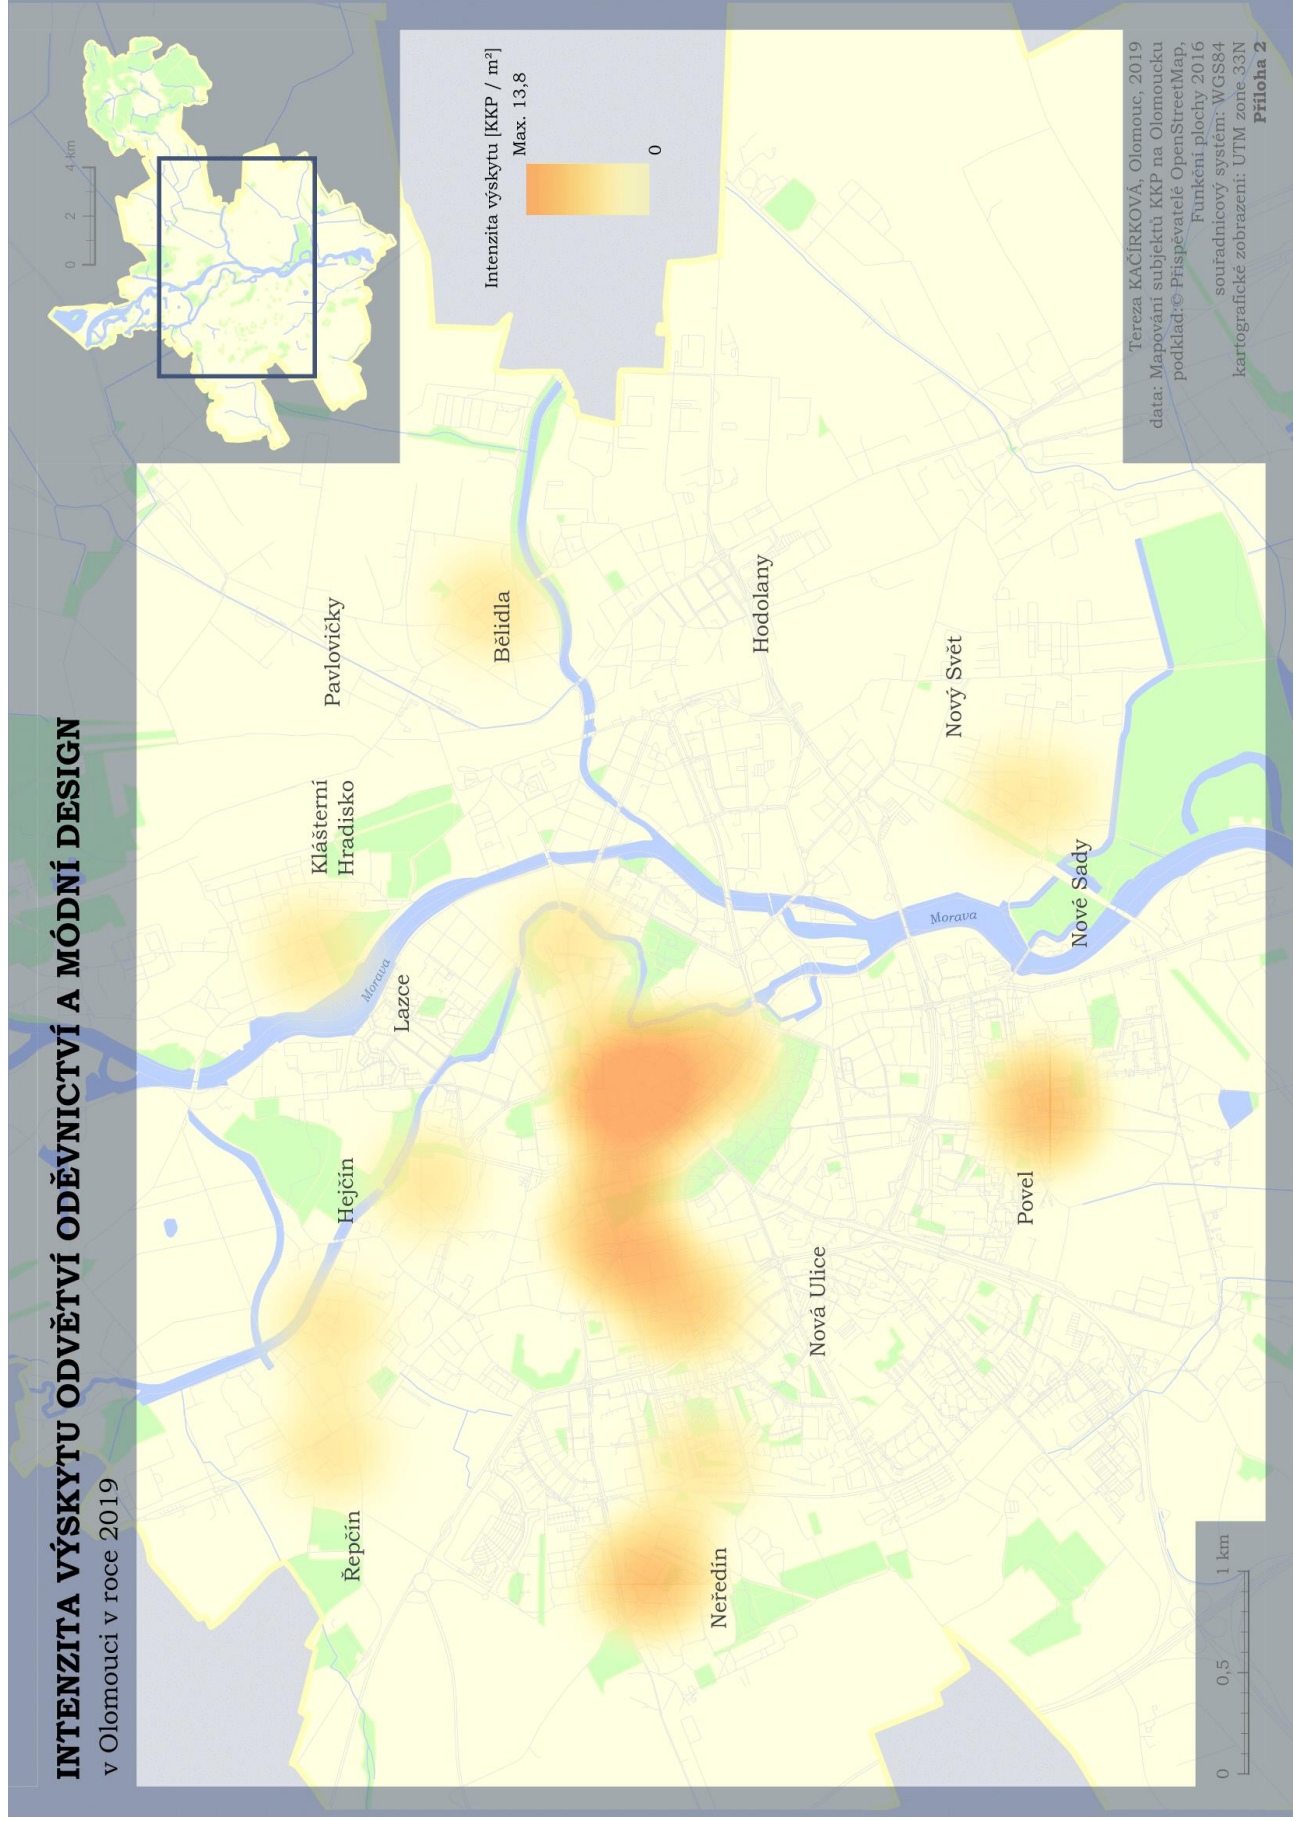 INTENZITA VÝSKYTU ODVĚTVÍ ODĚVNICTVÍ A MÓDNÍ DESIGN
v Olomouci v roce 2019
0 2 4 km
Intenzita výskytu [KKP / m²]
Max. 13,8
0
Pavlovičky
Klášterní
Hradisko
Bělidla
Morava
Lazce
Hejčín
Řepčín
Hodolany
Nový Svět
Morava
Nové Sady
Nová Ulice
Povel
Neředín
0 0,5 1 km
Tereza KAČÍRKOVÁ, Olomouc, 2019
data: Mapování subjektů KKP na Olomoucku
podklad:© Přispěvatelé OpenStreetMap,
Funkční plochy 2016
souřadnicový systém: WGS84
kartografické zobrazení: UTM zone 33N
Příloha 2